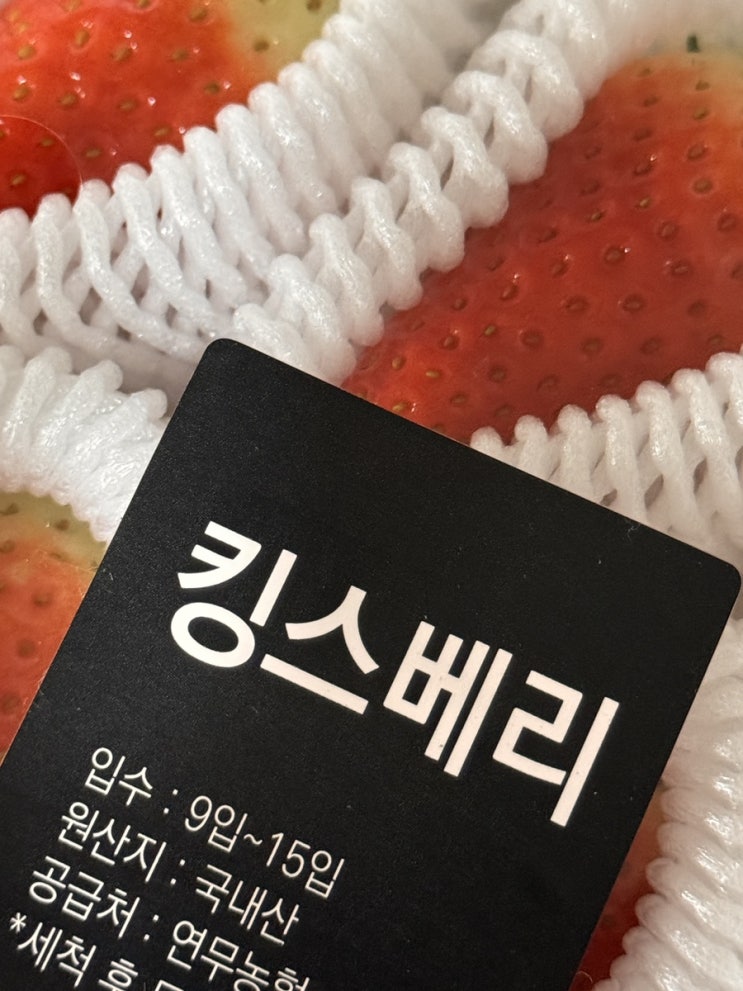 킹스베리
입수 : 9입~15입
원산지 : 국내산
공급처 : 연무농협
*세척 후